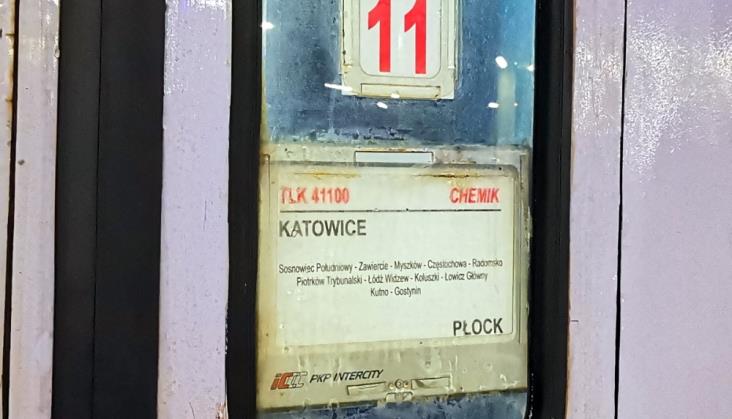 11
TLK 41100 CHEMIK
KATOWICE
Sosnowiec Południowy - Zawiercie - Myszków - Częstochowa - Radomsko
Piotrków Trybunalski - Łódź Widzew - Koluszki - Łowicz Główny
Kutno - Gostynin
PŁOCK
IC PKP INTERCITY